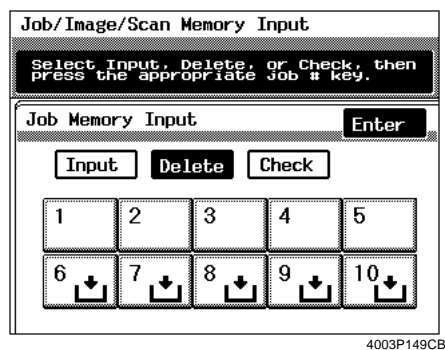 Job/Image/Scan Memory Input
Select Input, Delete, or Check, then
press the appropriate Job # key.
Job Memory Input
Enter
Input Delete Check
1 2 3 4 5
6 7 8 9 10
4003P149CB